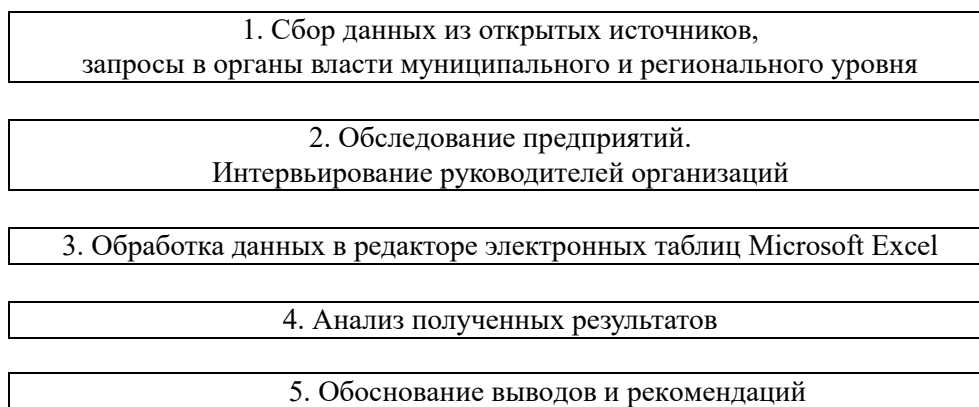 1. Сбор данных из открытых источников,
запросы в органы власти муниципального и регионального уровня
2. Обследование предприятий.
Интервьирование руководителей организаций
3. Обработка данных в редакторе электронных таблиц Microsoft Excel
4. Анализ полученных результатов
5. Обоснование выводов и рекомендаций